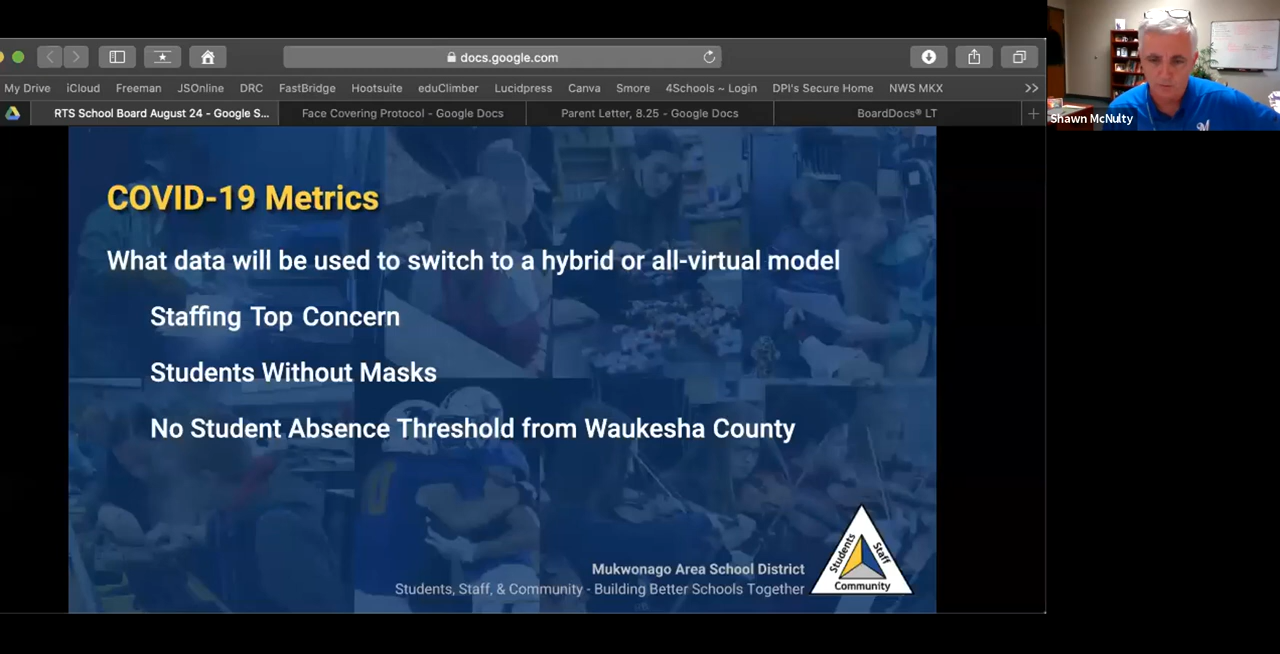 docs.google.com
My Drive iCloud Freeman JSOnline DRC FastBridge Hootsuite eduClimber Lucidpress Canva Smore 4Schools ~ Login DPI's Secure Home NWS MKX >>
RTS School Board August 24 - Google S... Face Covering Protocol - Google Docs Parent Letter, 8.25 - Google Docs BoardDocs® LT +
Shawn McNulty
COVID-19 Metrics
What data will be used to switch to a hybrid or all-virtual model
Staffing Top Concern
Students Without Masks
No Student Absence Threshold from Waukesha County
Mukwonago Area School District
Students, Staff, & Community - Building Better Schools Together
Students
Staff
Community